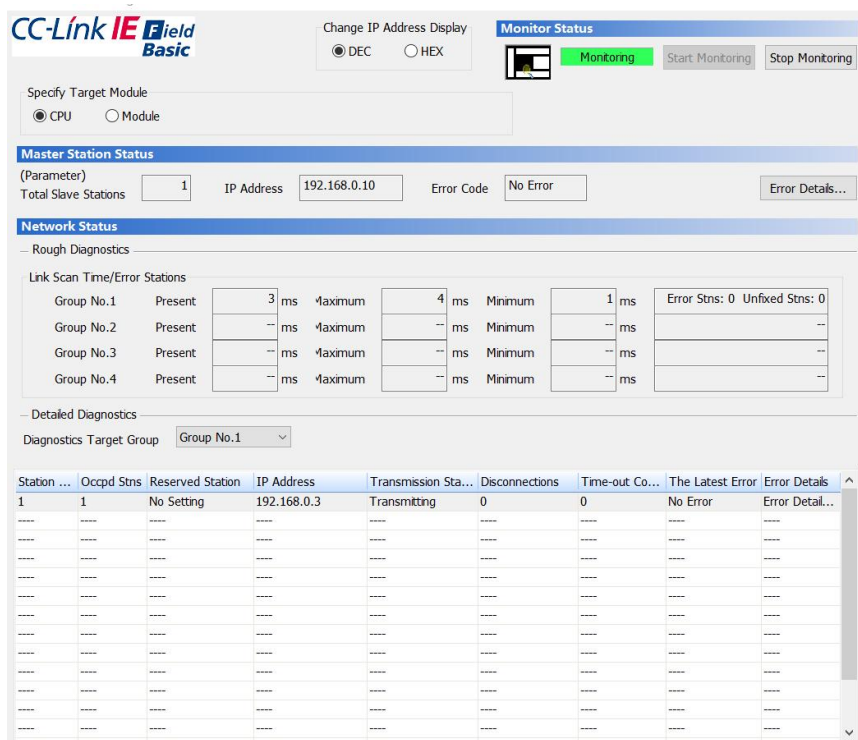 CC-Link IE Field Basic
Change IP Address Display
DEC HEX
Monitor Status
Monitoring Start Monitoring Stop Monitoring
Specify Target Module
CPU Module
Master Station Status
(Parameter)
Total Slave Stations 1 IP Address 192.168.0.10 Error Code No Error Error Details...
Network Status
Rough Diagnostics
Link Scan Time/Error Stations
Group No.1 Present 3 ms Maximum 4 ms Minimum 1 ms Error Stns: 0 Unfixed Stns: 0
Group No.2 Present -- ms Maximum -- ms Minimum -- ms --
Group No.3 Present -- ms Maximum -- ms Minimum -- ms --
Group No.4 Present -- ms Maximum -- ms Minimum -- ms --
Detailed Diagnostics
Diagnostics Target Group Group No.1
Station ... Occpd Stns Reserved Station IP Address Transmission Sta... Disconnections Time-out Co... The Latest Error Error Details
1 1 No Setting 192.168.0.3 Transmitting 0 0 No Error Error Detail...
---- ---- ---- ---- ---- ---- ---- ---- ----
---- ---- ---- ---- ---- ---- ---- ---- ----
---- ---- ---- ---- ---- ---- ---- ---- ----
---- ---- ---- ---- ---- ---- ---- ---- ----
---- ---- ---- ---- ---- ---- ---- ---- ----
---- ---- ---- ---- ---- ---- ---- ---- ----
---- ---- ---- ---- ---- ---- ---- ---- ----
---- ---- ---- ---- ---- ---- ---- ---- ----
---- ---- ---- ---- ---- ---- ---- ---- ----
---- ---- ---- ---- ---- ---- ---- ---- ----
---- ---- ---- ---- ---- ---- ---- ---- ----
---- ---- ---- ---- ---- ---- ---- ---- ----